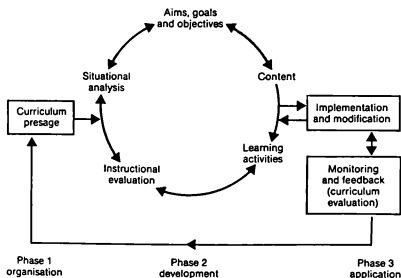 Aims, goals
and objectives
Situational
analysis
Content
Curriculum
presage
Implementation
and modification
Instructional
evaluation
Learning
activities
Monitoring
and feedback
(curriculum
evaluation)
Phase 1
organisation
Phase 2
development
Phase 3
application